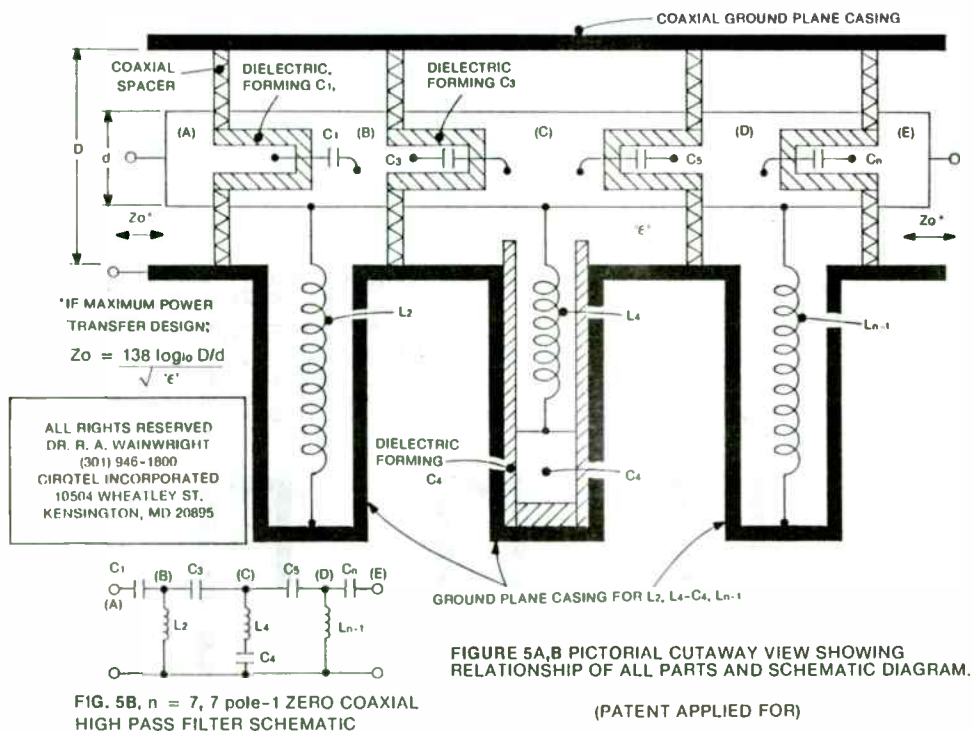 COAXIAL GROUND PLANE CASING
COAXIAL
SPACER
DIELECTRIC,
FORMING C1,
DIELECTRIC
FORMING C3
D
d
(A)
C1
(B)
C3
(C)
C5
(D)
Cn
(E)
Zo*
'ε'
Zo*
*IF MAXIMUM POWER
TRANSFER DESIGN;
Zo = 138 log10 D/d
√'ε'
L2
L4
Ln-1
ALL RIGHTS RESERVED
DR. R. A. WAINWRIGHT
(301) 946-1800
CIRQTEL INCORPORATED
10504 WHEATLEY ST.
KENSINGTON, MD 20895
DIELECTRIC
FORMING
C4
C4
GROUND PLANE CASING FOR L2, L4-C4, Ln-1
C1
(B)
C3
(C)
C5
(D)
Cn
(E)
(A)
L2
L4
Ln-1
C4
FIG. 5B, n = 7, 7 pole-1 ZERO COAXIAL
HIGH PASS FILTER SCHEMATIC
FIGURE 5A,B PICTORIAL CUTAWAY VIEW SHOWING
RELATIONSHIP OF ALL PARTS AND SCHEMATIC DIAGRAM.
(PATENT APPLIED FOR)